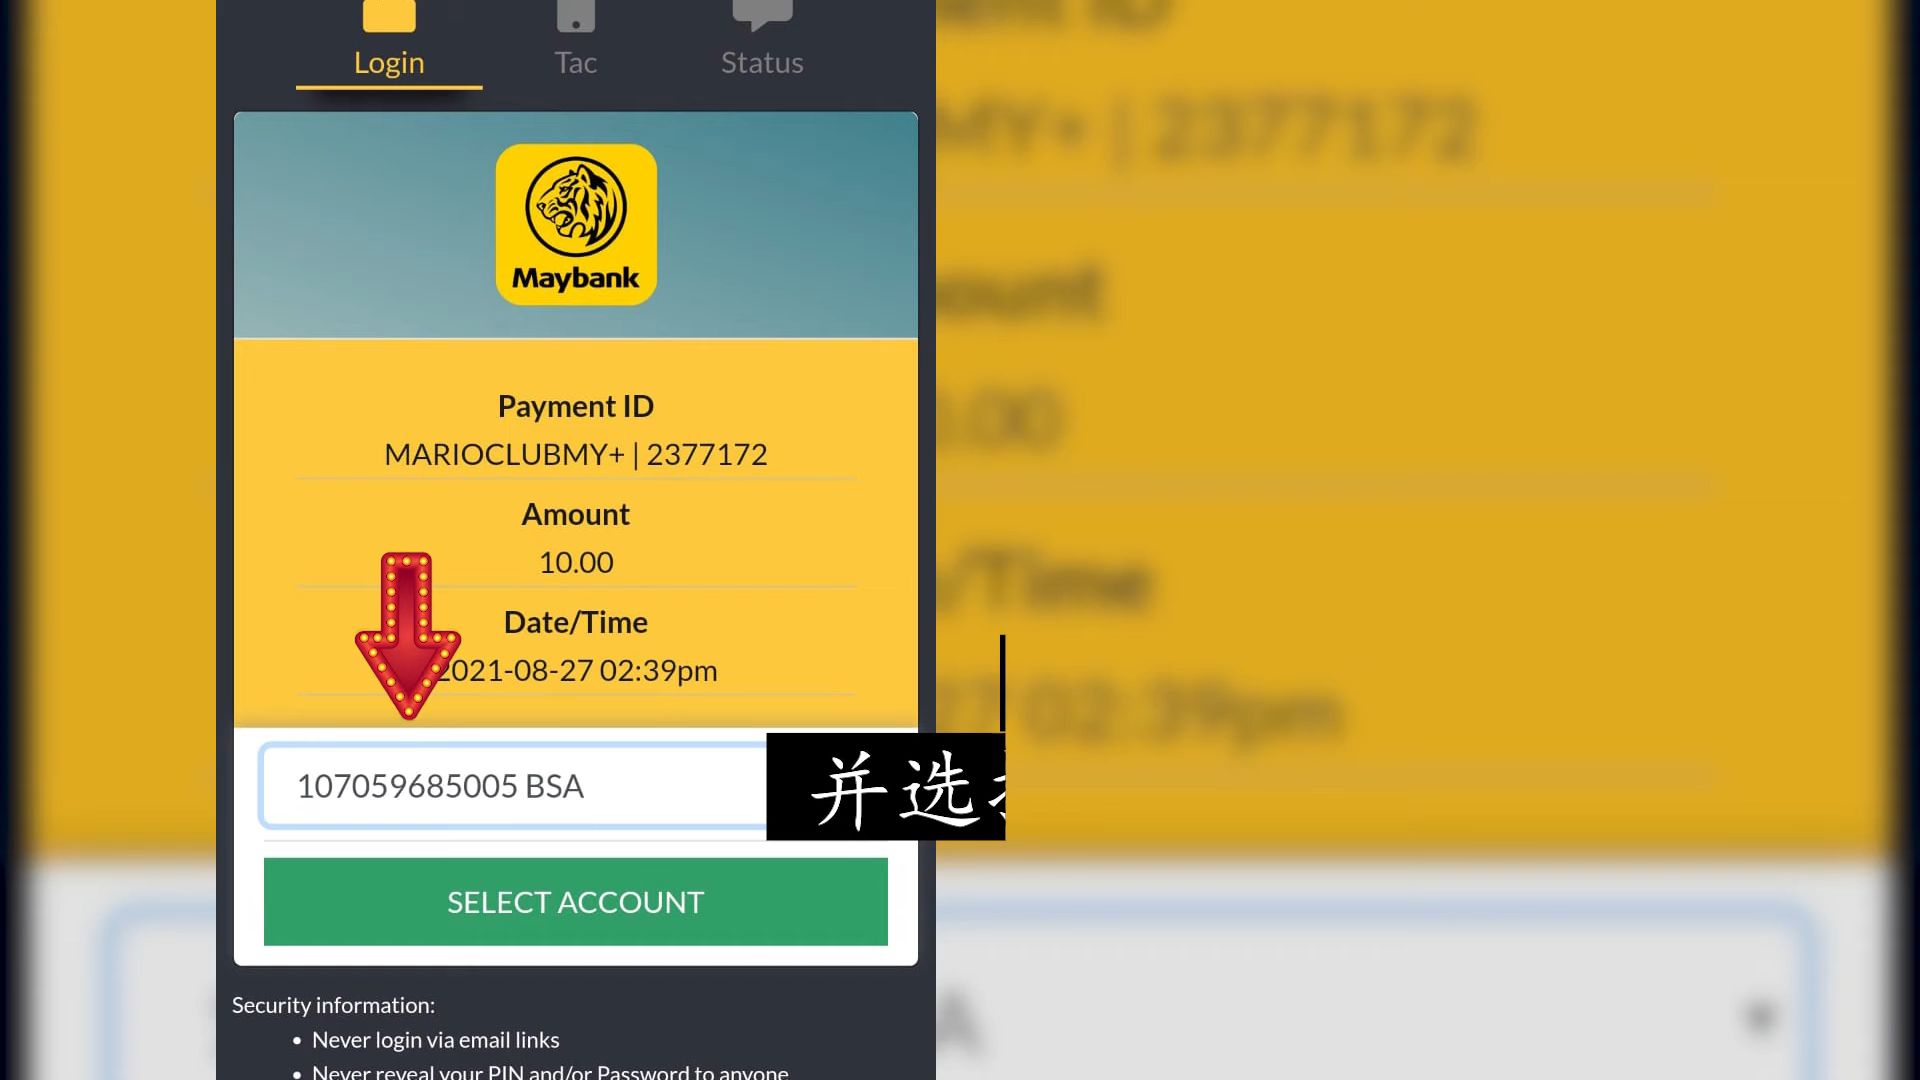 Login
Tac
Status
Maybank
Payment ID
MARIOCLUBMY+ | 2377172
Amount
10.00
Date/Time
2021-08-27 02:39pm
107059685005 BSA
并选
SELECT ACCOUNT
Security information:
• Never login via email links
• Never reveal your PIN and/or Password to anyone